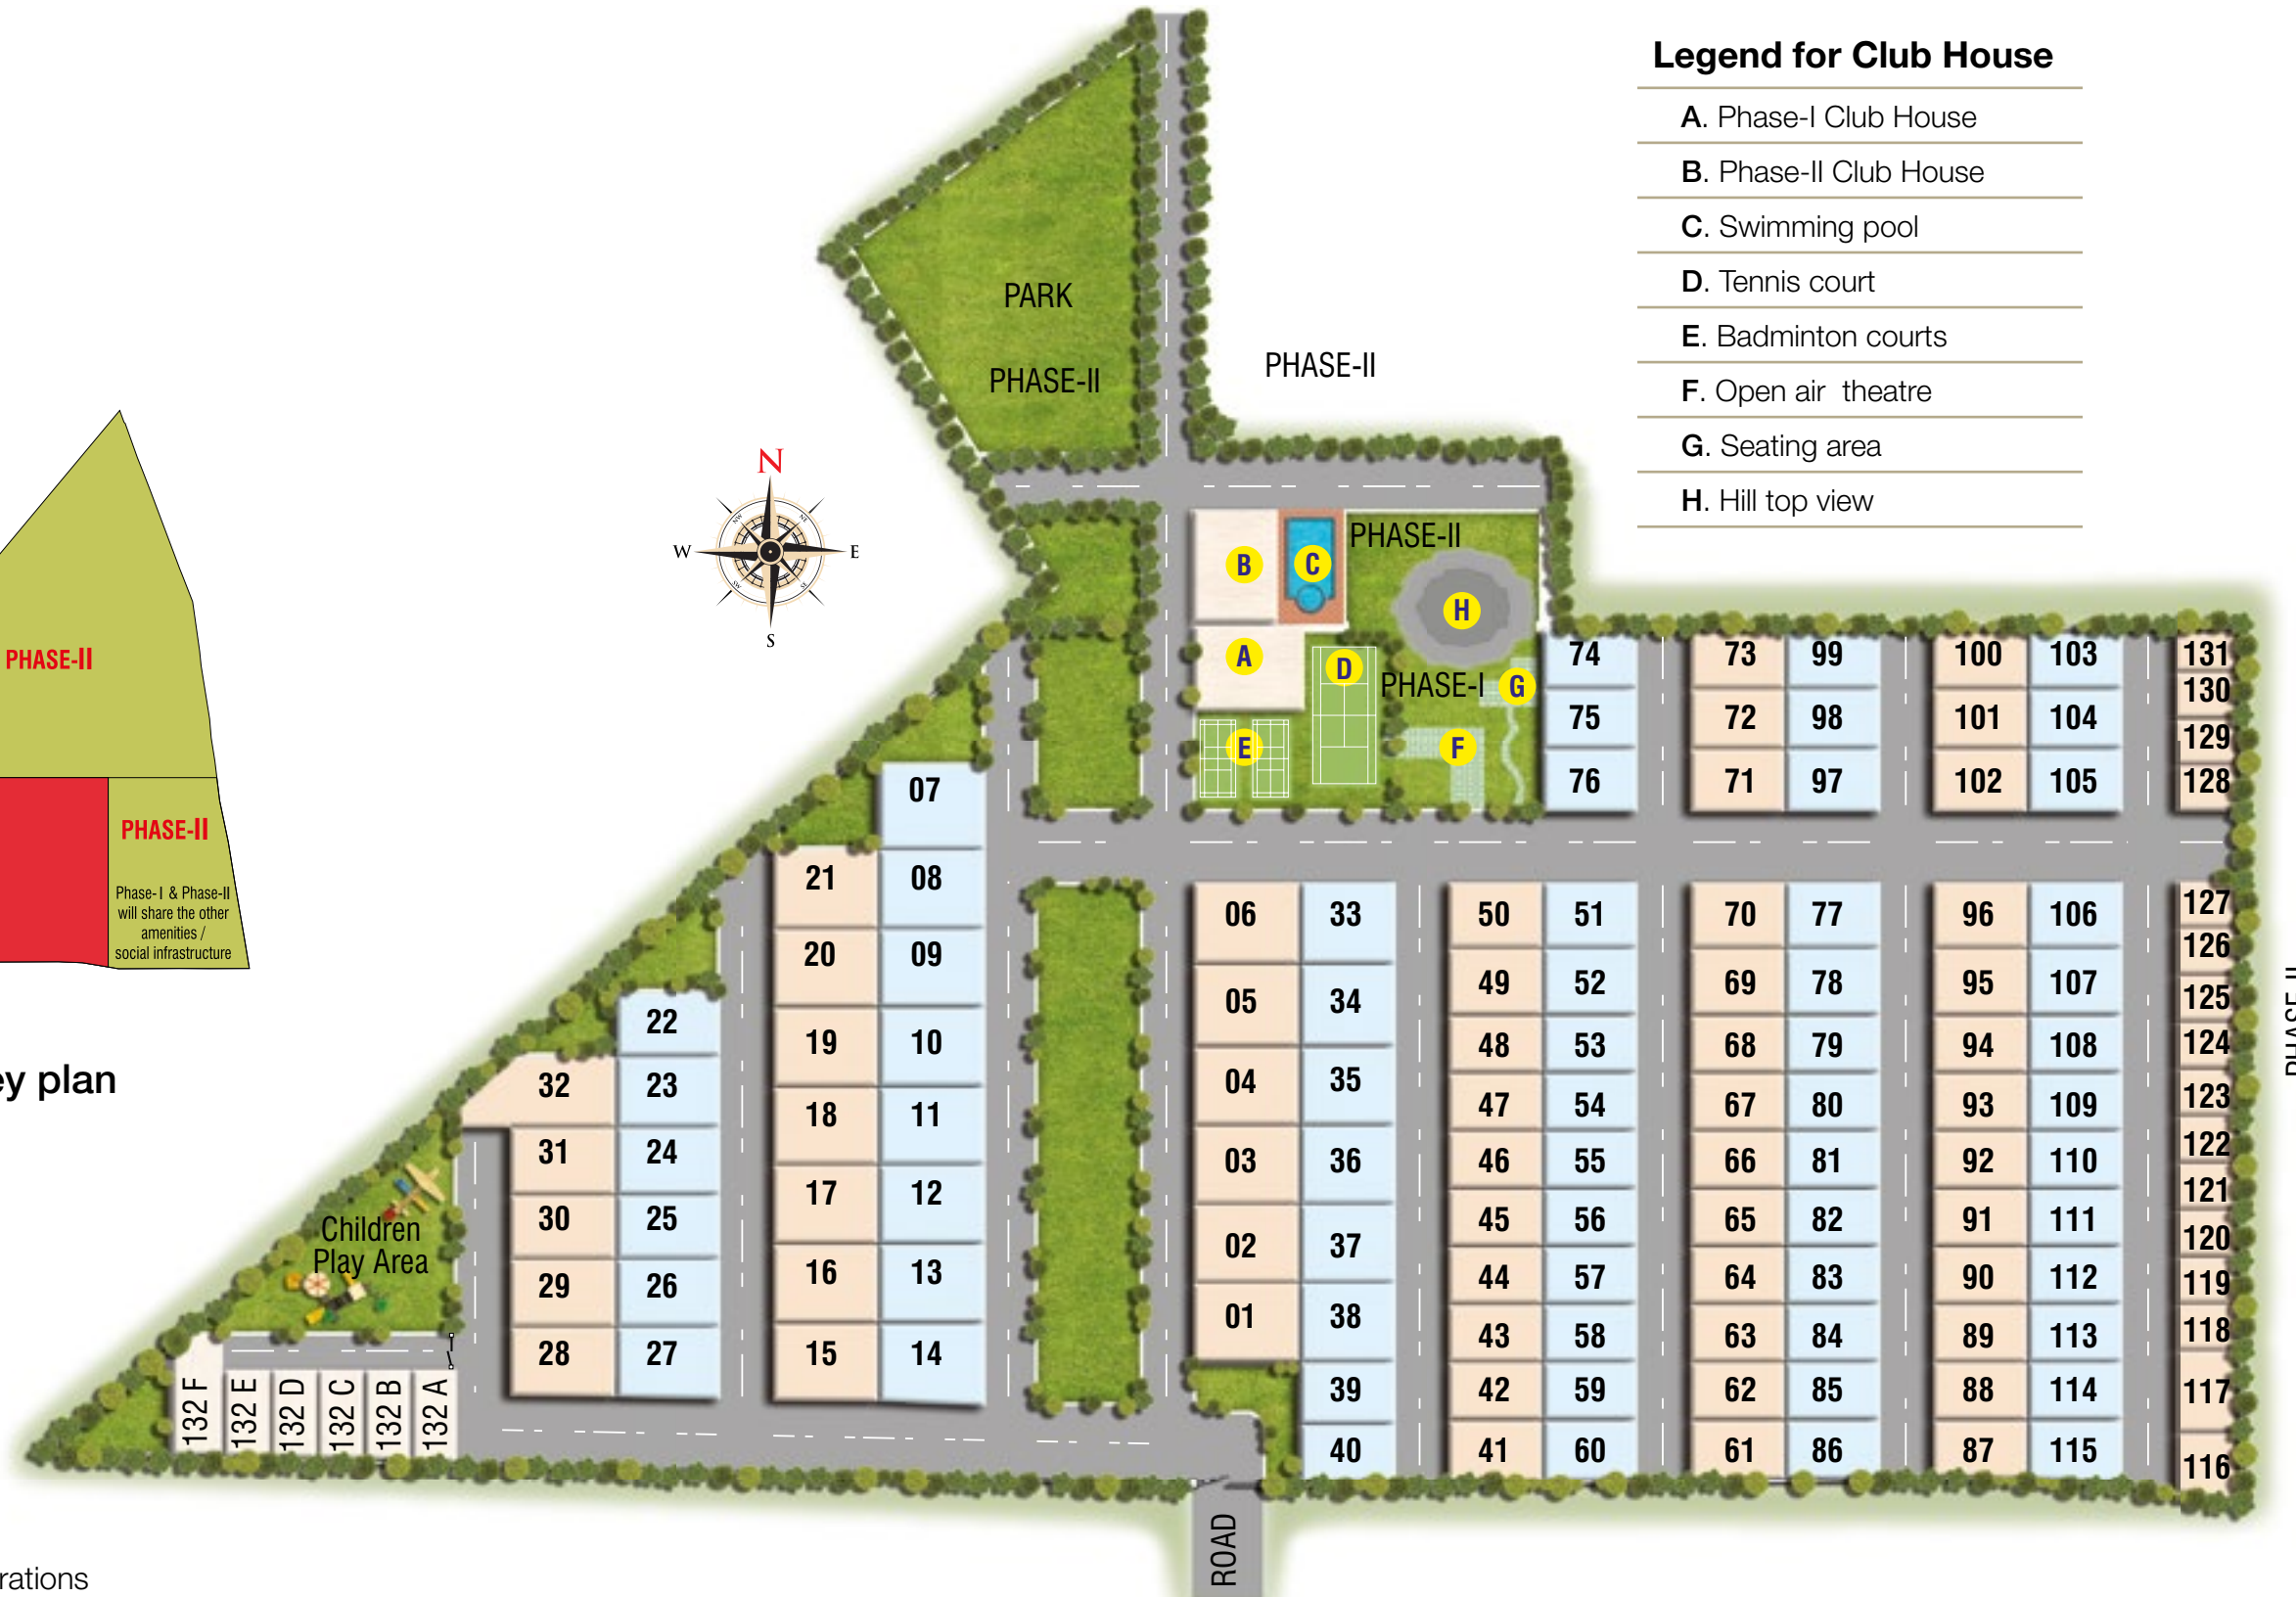 Legend for Club House
A. Phase-I Club House
B. Phase-II Club House
C. Swimming pool
D. Tennis court
E. Badminton courts
F. Open air theatre
G. Seating area
H. Hill top view
PARK
PHASE-II
PHASE-II
N
NW NE
W E
SW SE
S
PHASE-II
PHASE-II
Phase-I & Phase-II
will share the other
amenities /
social infrastructure
ey plan
rations
PHASE-II
B C H
A D
PHASE-I G
E F
74 73 99 100 103 131
130
75 72 98 101 104 129
76 71 97 102 105 128
07
21 08
20 09
19 10
18 11
17 12
16 13
15 14
22
32 23
31 24
30 25
29 26
28 27
Children
Play Area
132 F 132 E 132 D 132 C 132 B 132 A
06 33
05 34
04 35
03 36
02 37
01 38
39
40
50 51 70 77 96 106 127
126
49 52 69 78 95 107 125
48 53 68 79 94 108 124
47 54 67 80 93 109 123
46 55 66 81 92 110 122
121
45 56 65 82 91 111 120
44 57 64 83 90 112 119
43 58 63 84 89 113 118
42 59 62 85 88 114 117
41 60 61 86 87 115 116
PHASE-II
ROAD